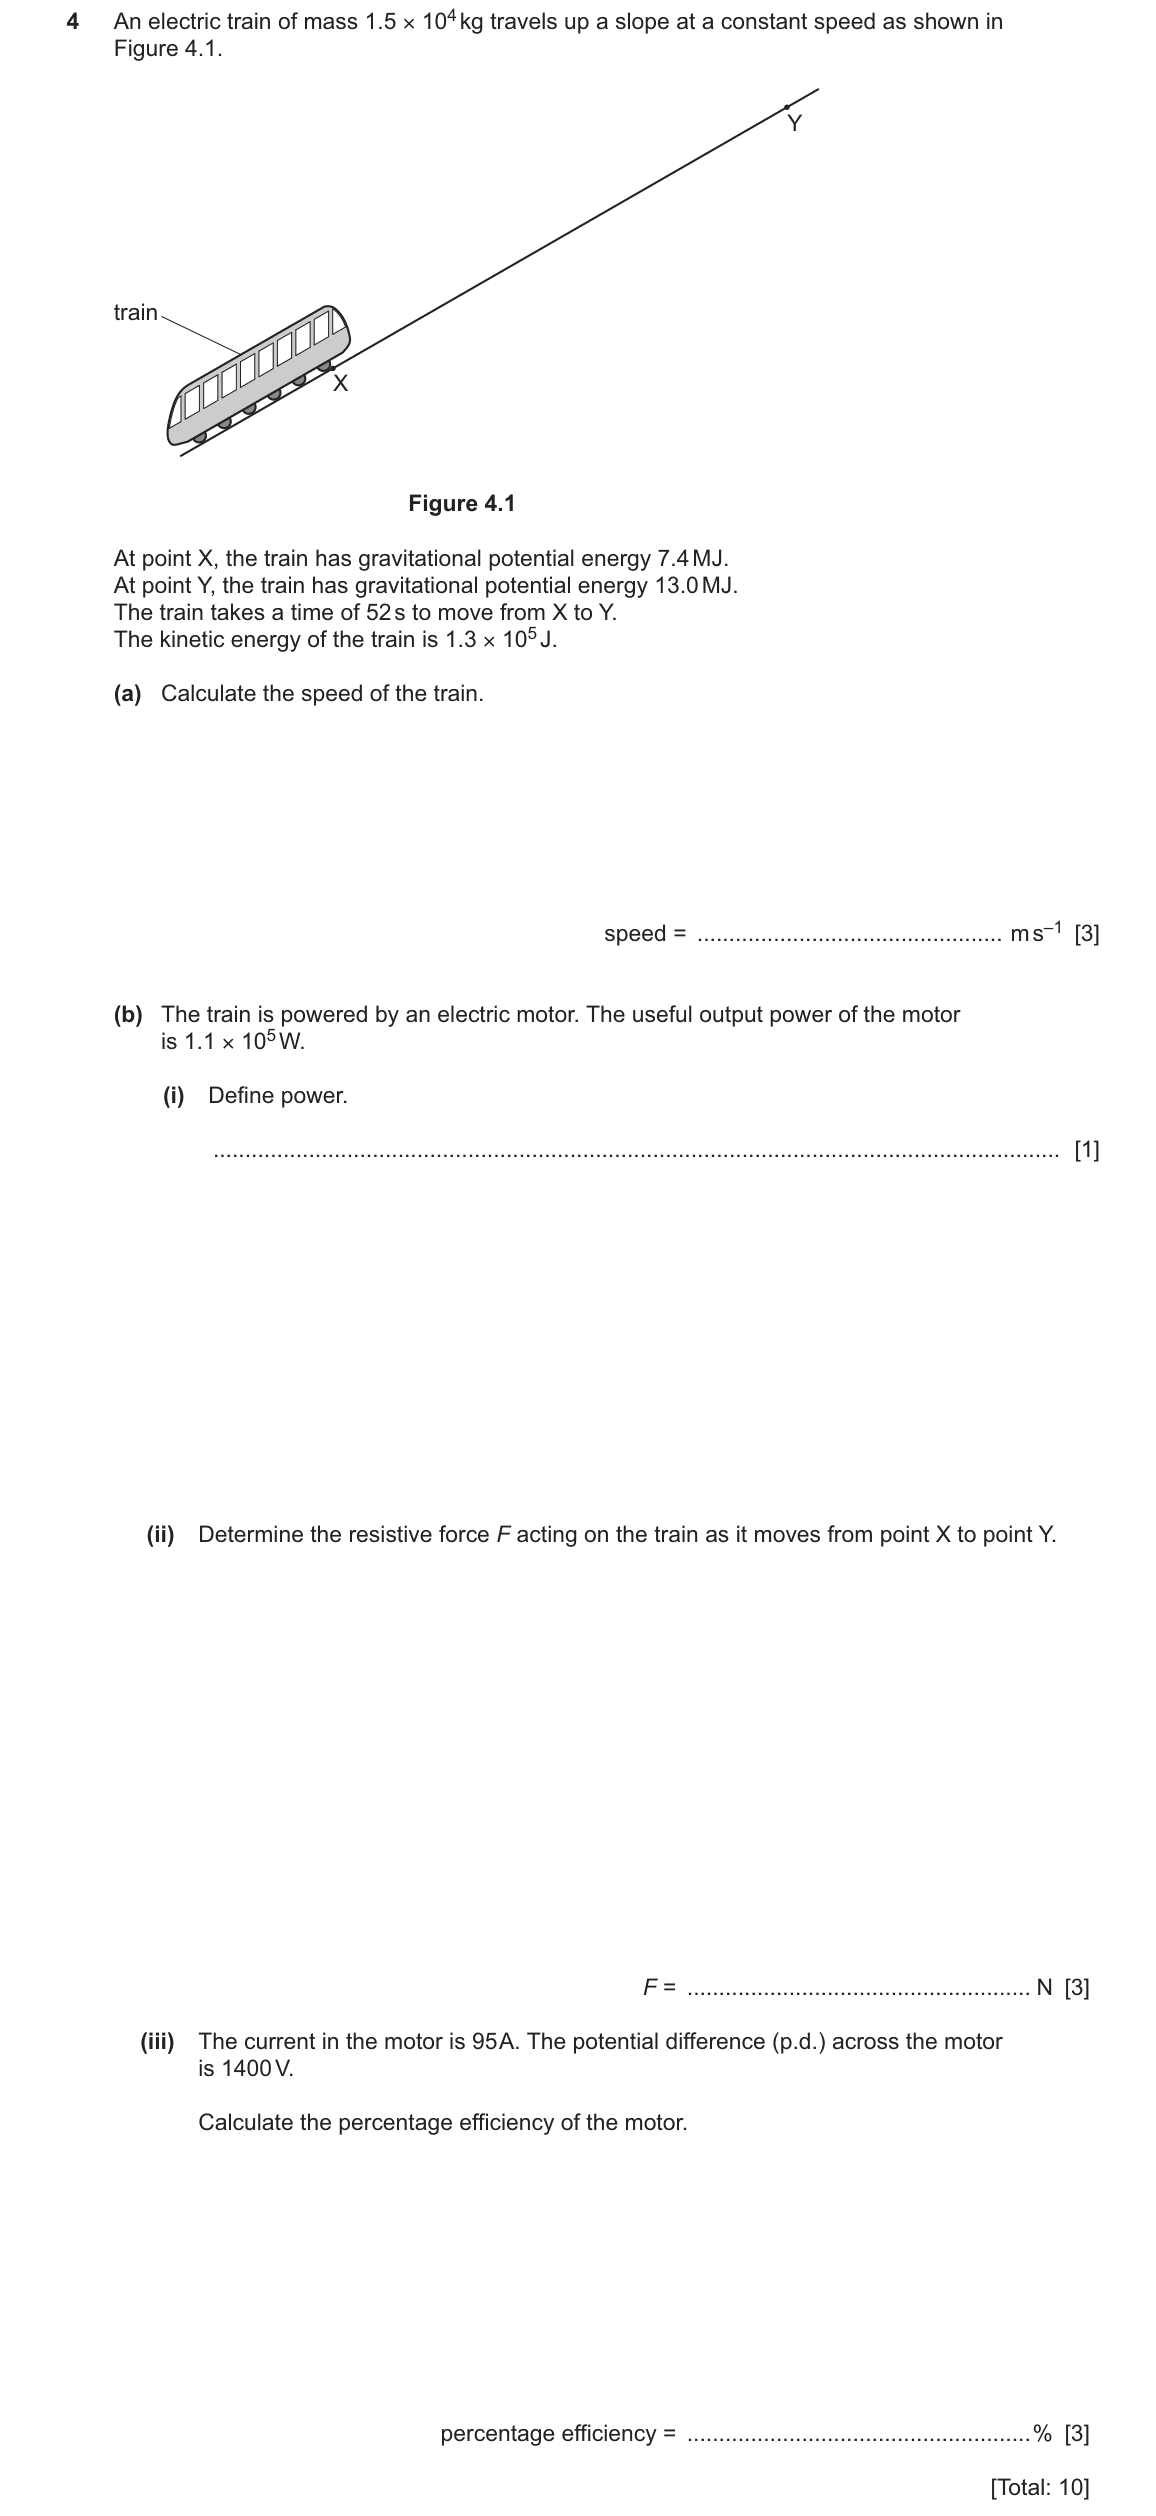 4 An electric train of mass 1.5 × 10⁴ kg travels up a slope at a constant speed as shown in
Figure 4.1.
Y
train
X
Figure 4.1
At point X, the train has gravitational potential energy 7.4 MJ.
At point Y, the train has gravitational potential energy 13.0 MJ.
The train takes a time of 52 s to move from X to Y.
The kinetic energy of the train is 1.3 × 10⁵ J.
(a) Calculate the speed of the train.
speed = ................................................ m s⁻¹ [3]
(b) The train is powered by an electric motor. The useful output power of the motor
is 1.1 × 10⁵ W.
(i) Define power.
...................................................................................................................................... [1]
(ii) Determine the resistive force F acting on the train as it moves from point X to point Y.
F = ...................................................... N [3]
(iii) The current in the motor is 95 A. The potential difference (p.d.) across the motor
is 1400 V.
Calculate the percentage efficiency of the motor.
percentage efficiency = ...................................................... % [3]
[Total: 10]